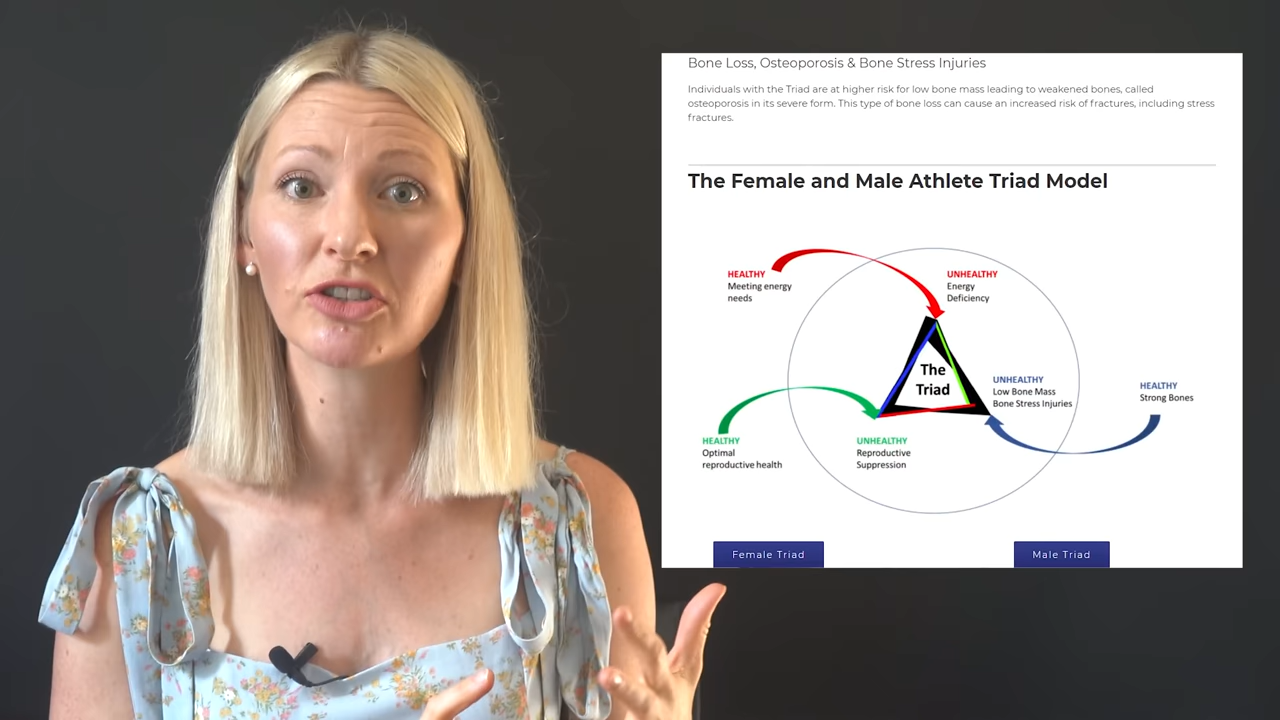 Bone Loss, Osteoporosis & Bone Stress Injuries
Individuals with the Triad are at higher risk for low bone mass leading to weakened bones, called
osteoporosis in its severe form. This type of bone loss can cause an increased risk of fractures, including stress
fractures.
The Female and Male Athlete Triad Model
HEALTHY
Meeting energy
needs
UNHEALTHY
Energy
Deficiency
The
Triad
UNHEALTHY
Low Bone Mass
Bone Stress Injuries
HEALTHY
Strong Bones
HEALTHY
Optimal
reproductive health
UNHEALTHY
Reproductive
Suppression
Female Triad
Male Triad